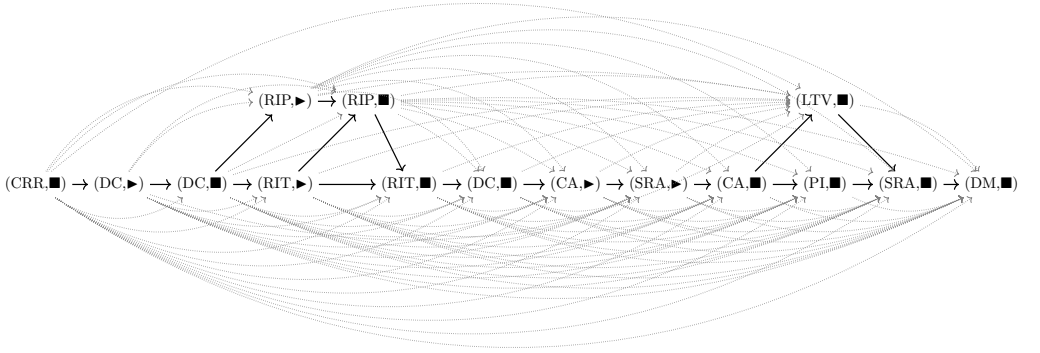 (RIP,▶) (RIP,■) (LTV,■)
(CRR,■) (DC,▶) (DC,■) (RIT,▶) (RIT,■) (DC,■) (CA,▶) (SRA,▶) (CA,■) (PI,■) (SRA,■) (DM,■)